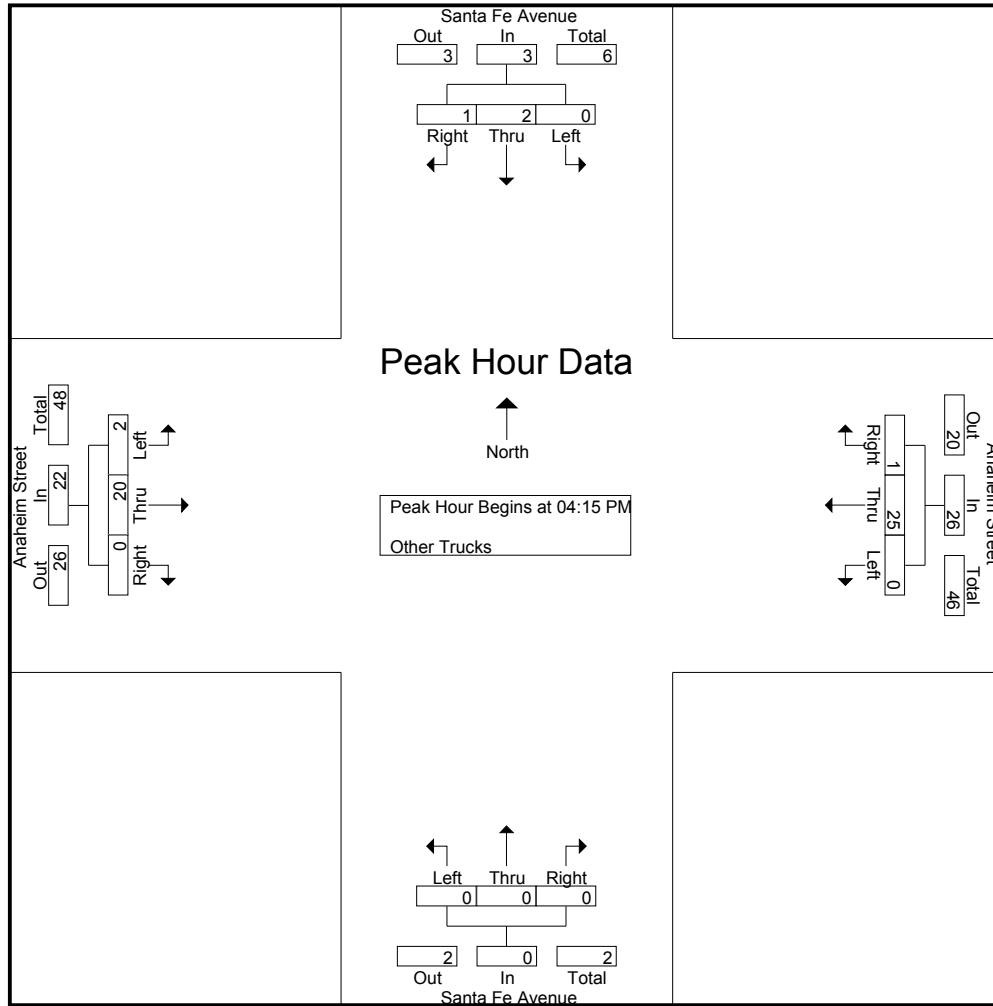 Santa Fe Avenue
Out In Total
3 3 6
1 2 0
Right Thru Left
Peak Hour Data
North
Peak Hour Begins at 04:15 PM
Other Trucks
Anaheim Street
Out In Total
26 22 48
Left Thru Right
2 20 0
Anaheim Street
Out In Total
20 26 46
Right Thru Left
1 25 0
Left Thru Right
0 0 0
2 0 2
Out In Total
Santa Fe Avenue